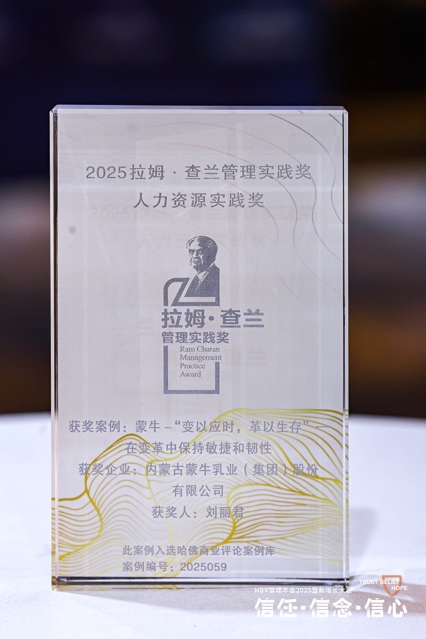 2025拉姆·查兰管理实践奖
人力资源实践奖
拉姆·查兰
管理实践奖
Ram Charan
Management
Practice
Award
获奖案例：蒙牛-“变以应时，革以生存”—
在变革中保持敏捷和韧性
获奖企业：内蒙古蒙牛乳业（集团）股份
有限公司
获奖人：刘丽君
此案例入选哈佛商业评论案例库
案例编号：2025059
TRUST BELIEF
HOPE
信任·信念·信心